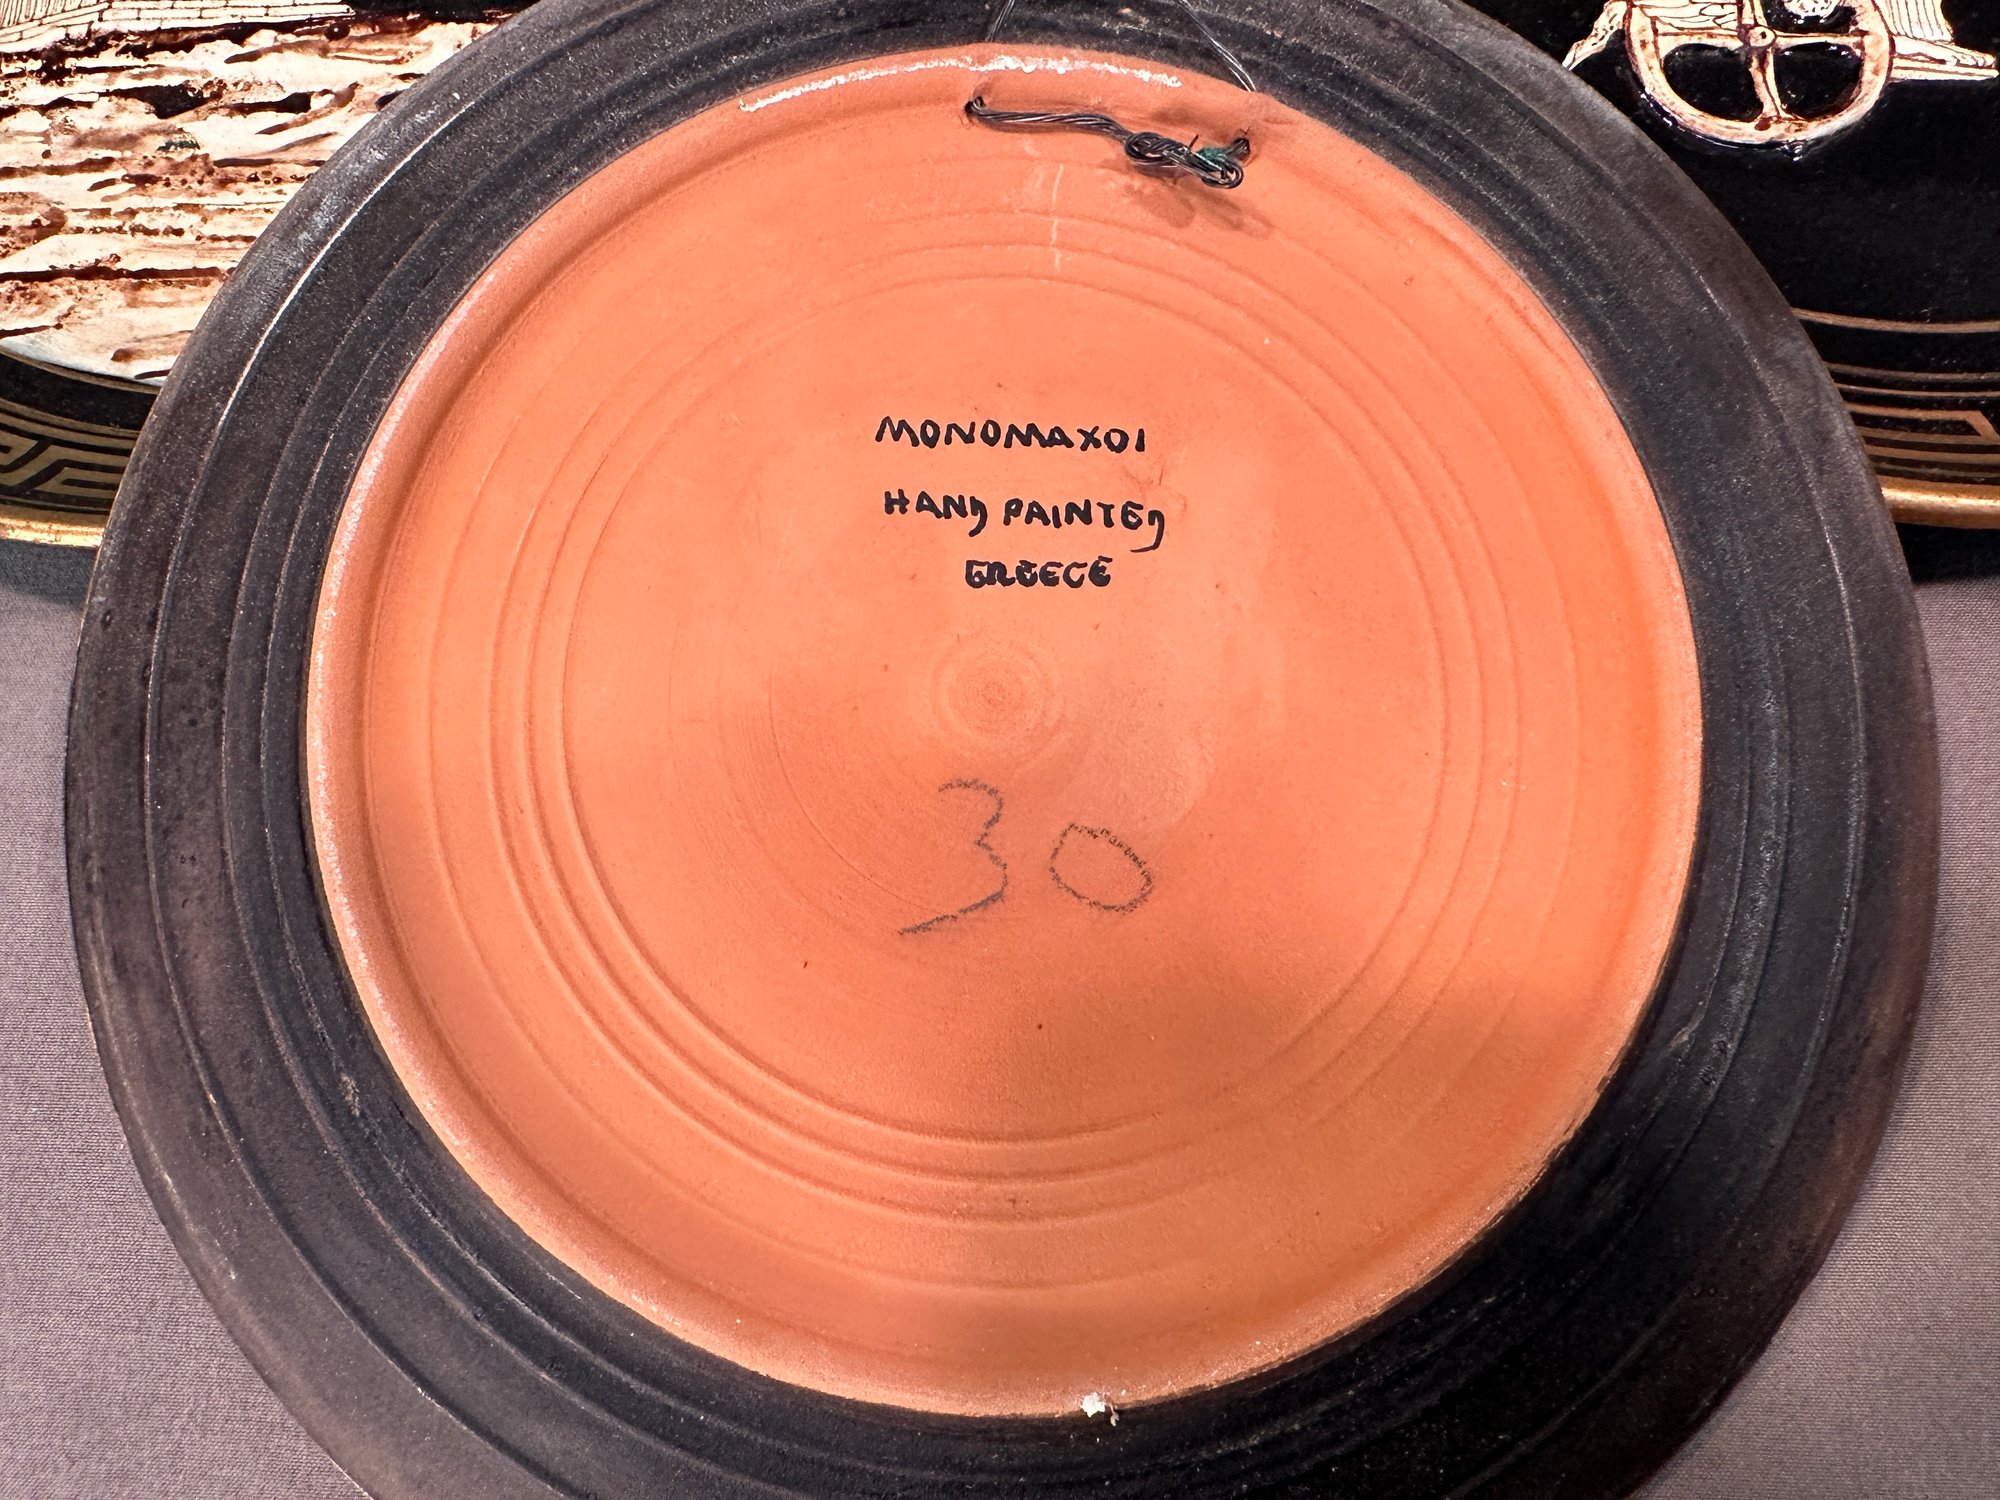 MONOMAXOI
HAND PAINTED
GREECE
30